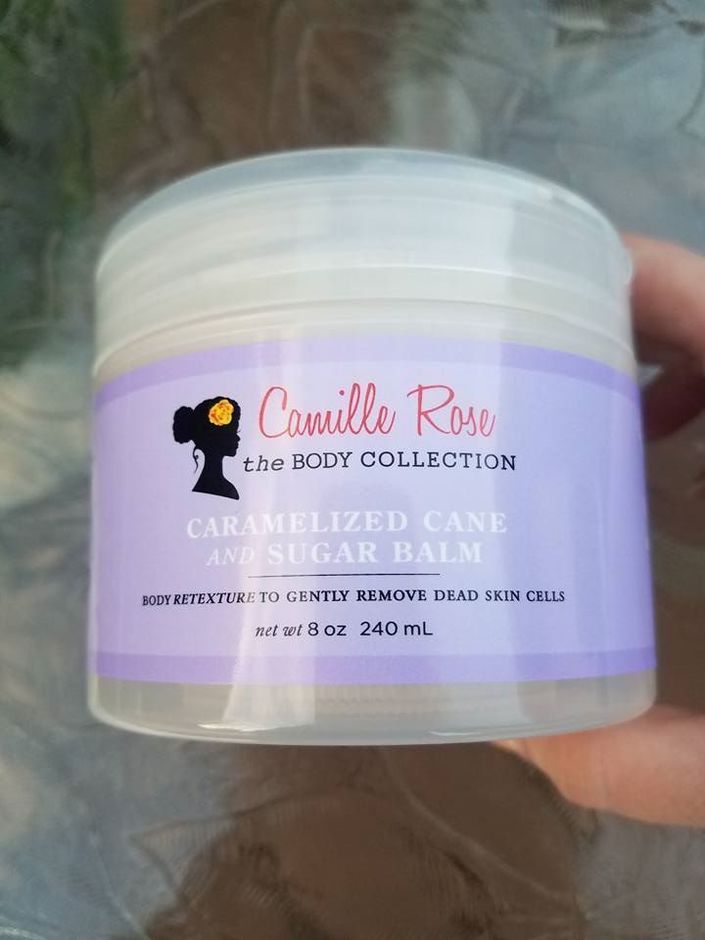 Camille Rose
the BODY COLLECTION
CARAMELIZED CANE
AND SUGAR BALM
BODY RETEXTURE TO GENTLY REMOVE DEAD SKIN CELLS
net wt 8 oz 240 mL